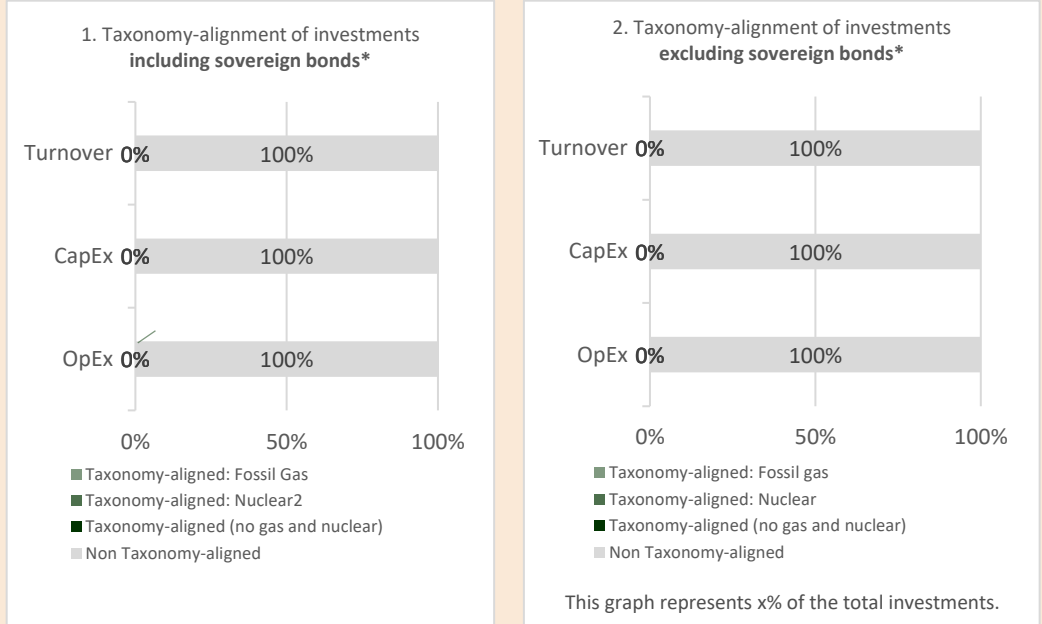 1. Taxonomy-alignment of investments
including sovereign bonds*
Turnover 0% 100%
CapEx 0% 100%
OpEx 0% 100%
0% 50% 100%
Taxonomy-aligned: Fossil Gas
Taxonomy-aligned: Nuclear2
Taxonomy-aligned (no gas and nuclear)
Non Taxonomy-aligned
2. Taxonomy-alignment of investments
excluding sovereign bonds*
Turnover 0% 100%
CapEx 0% 100%
OpEx 0% 100%
0% 50% 100%
Taxonomy-aligned: Fossil gas
Taxonomy-aligned: Nuclear
Taxonomy-aligned (no gas and nuclear)
Non Taxonomy-aligned
This graph represents x% of the total investments.